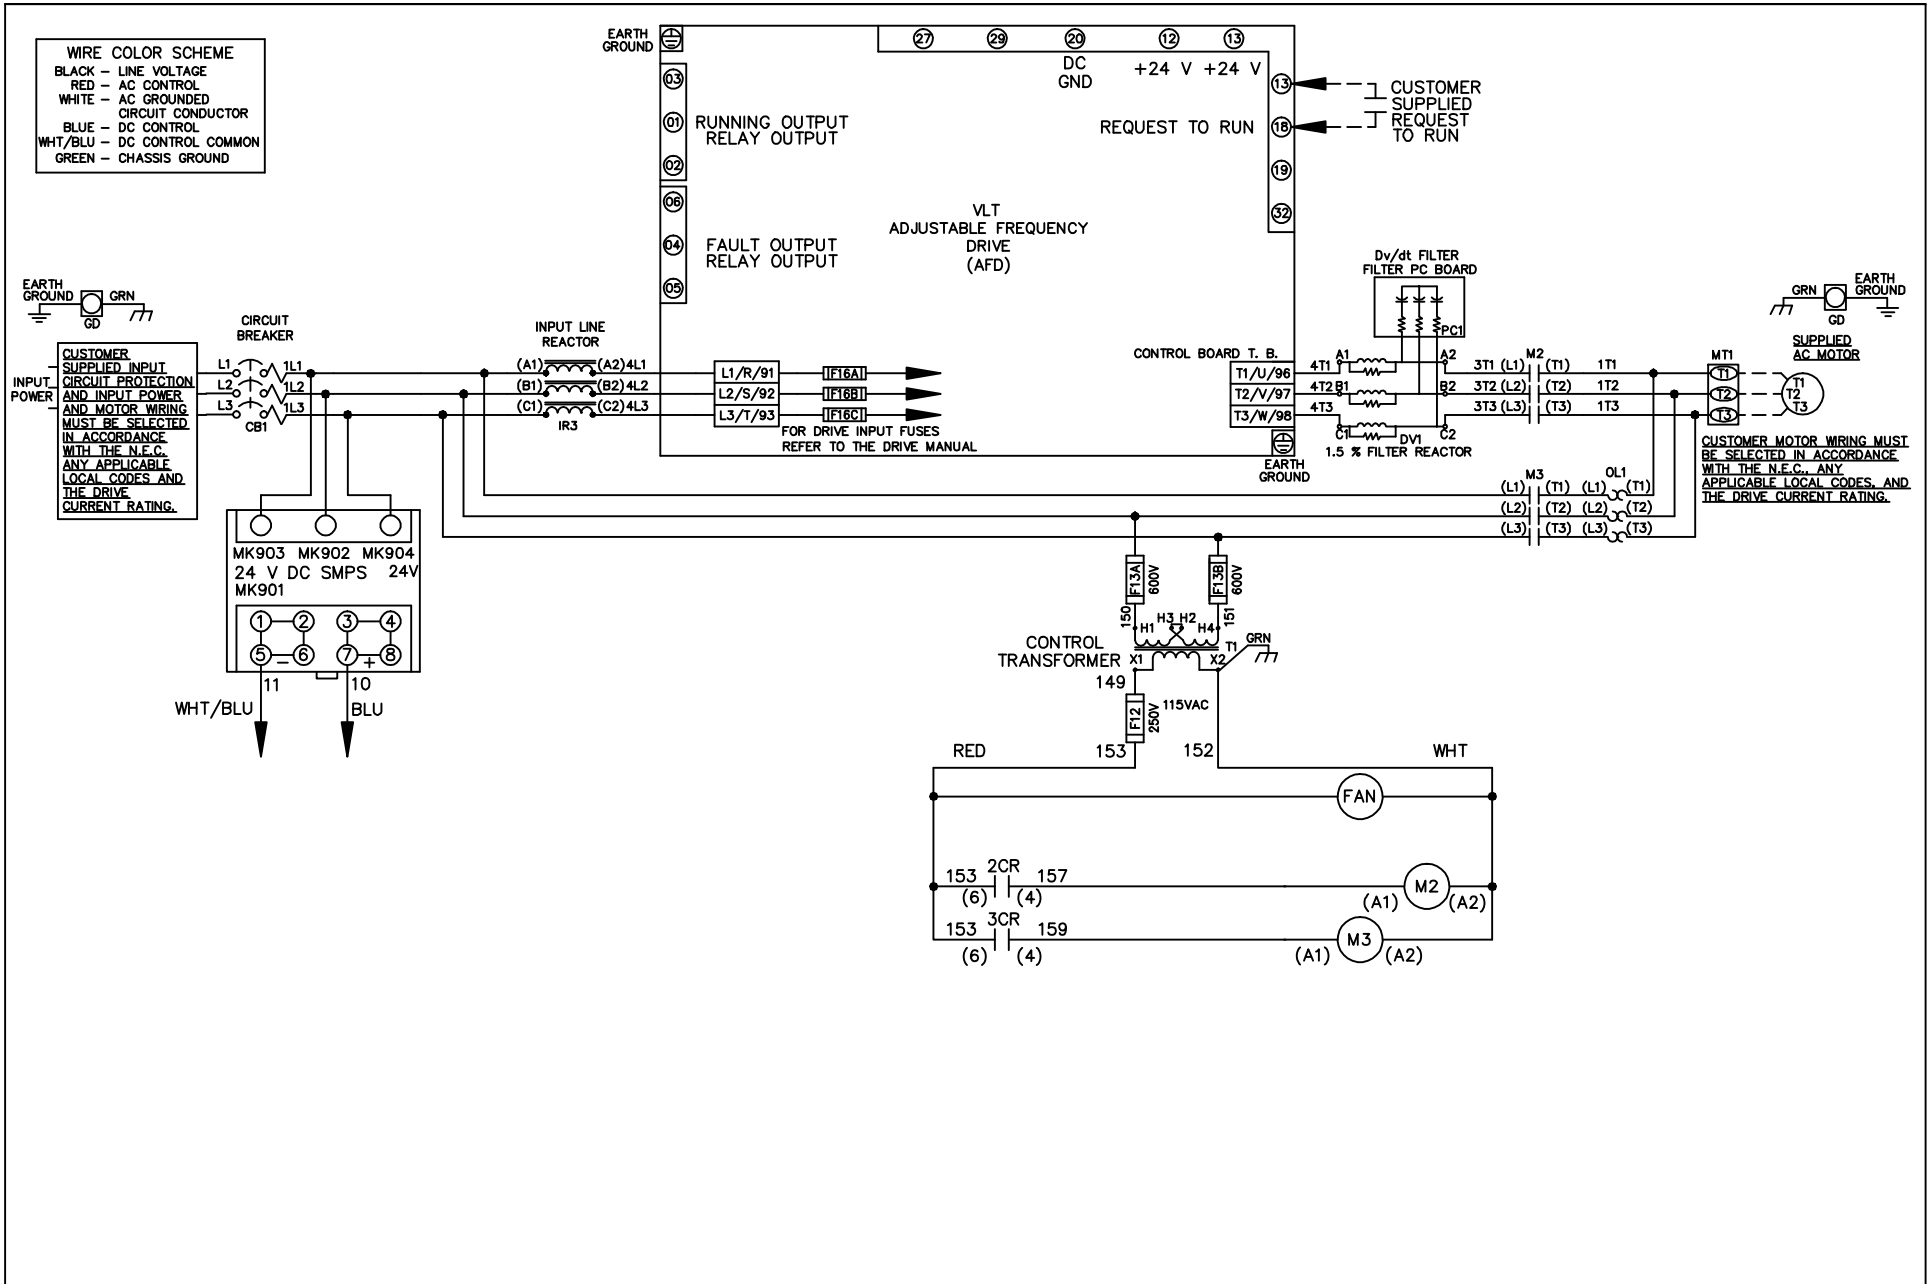 WIRE COLOR SCHEME
BLACK – LINE VOLTAGE
RED – AC CONTROL
WHITE – AC GROUNDED
CIRCUIT CONDUCTOR
BLUE – DC CONTROL
WHT/BLU – DC CONTROL COMMON
GREEN – CHASSIS GROUND
EARTH
GROUND
03
01
02
06
04
05
RUNNING OUTPUT
RELAY OUTPUT
FAULT OUTPUT
RELAY OUTPUT
27 29 20 12 13
DC
GND
+24 V +24 V
13
18
19
32
REQUEST TO RUN
CUSTOMER
SUPPLIED
REQUEST
TO RUN
VLT
ADJUSTABLE FREQUENCY
DRIVE
(AFD)
Dv/dt FILTER
FILTER PC BOARD
PC1
EARTH
GROUND
GRN
GD
INPUT
POWER
CUSTOMER
SUPPLIED INPUT
CIRCUIT PROTECTION
AND INPUT POWER
AND MOTOR WIRING
MUST BE SELECTED
IN ACCORDANCE
WITH THE N.E.C.
ANY APPLICABLE
LOCAL CODES AND
THE DRIVE
CURRENT RATING.
CIRCUIT
BREAKER
L1 1L1
L2 1L2
L3 1L3
CB1
INPUT LINE
REACTOR
(A1) (A2) 4L1
(B1) (B2) 4L2
(C1) (C2) 4L3
IR3
L1/R/91 F16A
L2/S/92 F16B
L3/T/93 F16C
FOR DRIVE INPUT FUSES
REFER TO THE DRIVE MANUAL
CONTROL BOARD T. B.
T1/U/96 4T1 A1 A2
T2/V/97 4T2 B1 B2
T3/W/98 4T3 C1 C2
DV1
1.5 % FILTER REACTOR
EARTH
GROUND
M2
3T1 (L1) (T1) 1T1
3T2 (L2) (T2) 1T2
3T3 (L3) (T3) 1T3
MT1
T1
T2
T3
T1
T2
T3
GRN
GD
EARTH
GROUND
SUPPLIED
AC MOTOR
CUSTOMER MOTOR WIRING MUST
BE SELECTED IN ACCORDANCE
WITH THE N.E.C., ANY
APPLICABLE LOCAL CODES, AND
THE DRIVE CURRENT RATING.
M3 OL1
(L1) (T1) (L1) (T1)
(L2) (T2) (L2) (T2)
(L3) (T3) (L3) (T3)
MK903 MK902 MK904
24 V DC SMPS 24V
MK901
1 2 3 4
5 – 6 7 + 8
11 10
WHT/BLU BLU
F13A 600V F13B 600V
150 151
H1 H3 H2 H4
CONTROL
TRANSFORMER
X1 X2 T1
GRN
149
F12 250V
115VAC
RED 153 152 WHT
FAN
2CR
153 157
(6) (4)
M2
(A1) (A2)
3CR
153 159
(6) (4)
M3
(A1) (A2)